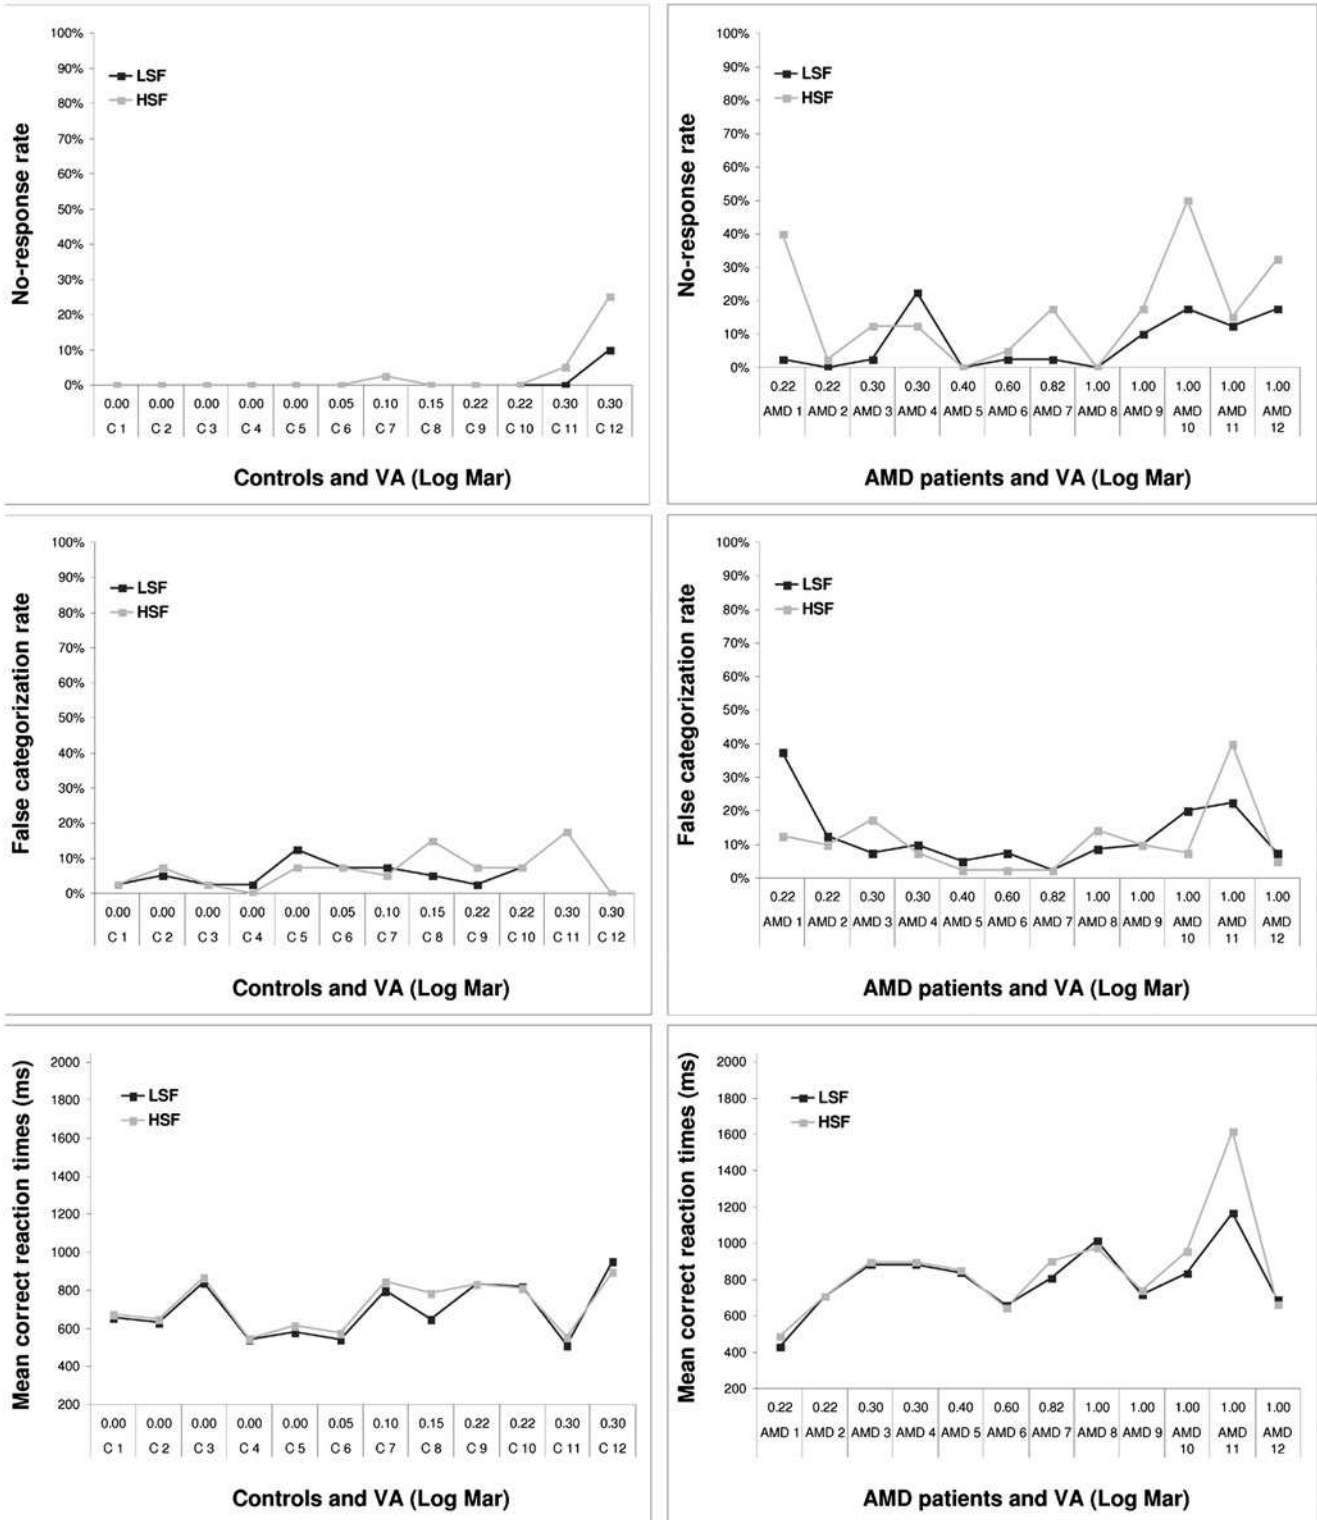 No-response rate
100%
90%
80%
70%
60%
50%
40%
30%
20%
10%
0%
LSF
HSF
0.00 0.00 0.00 0.00 0.00 0.05 0.10 0.15 0.22 0.22 0.30 0.30
C 1 C 2 C 3 C 4 C 5 C 6 C 7 C 8 C 9 C 10 C 11 C 12
Controls and VA (Log Mar)
No-response rate
100%
90%
80%
70%
60%
50%
40%
30%
20%
10%
0%
LSF
HSF
0.22 0.22 0.30 0.30 0.40 0.60 0.82 1.00 1.00 1.00 1.00 1.00
AMD 1 AMD 2 AMD 3 AMD 4 AMD 5 AMD 6 AMD 7 AMD 8 AMD 9 AMD AMD AMD
10 11 12
AMD patients and VA (Log Mar)
False categorization rate
100%
90%
80%
70%
60%
50%
40%
30%
20%
10%
0%
LSF
HSF
0.00 0.00 0.00 0.00 0.00 0.05 0.10 0.15 0.22 0.22 0.30 0.30
C 1 C 2 C 3 C 4 C 5 C 6 C 7 C 8 C 9 C 10 C 11 C 12
Controls and VA (Log Mar)
False categorization rate
100%
90%
80%
70%
60%
50%
40%
30%
20%
10%
0%
LSF
HSF
0.22 0.22 0.30 0.30 0.40 0.60 0.82 1.00 1.00 1.00 1.00 1.00
AMD 1 AMD 2 AMD 3 AMD 4 AMD 5 AMD 6 AMD 7 AMD 8 AMD 9 AMD AMD AMD
10 11 12
AMD patients and VA (Log Mar)
Mean correct reaction times (ms)
2000
1800
1600
1400
1200
1000
800
600
400
200
LSF
HSF
0.00 0.00 0.00 0.00 0.00 0.05 0.10 0.15 0.22 0.22 0.30 0.30
C 1 C 2 C 3 C 4 C 5 C 6 C 7 C 8 C 9 C 10 C 11 C 12
Controls and VA (Log Mar)
Mean correct reaction times (ms)
2000
1800
1600
1400
1200
1000
800
600
400
200
LSF
HSF
0.22 0.22 0.30 0.30 0.40 0.60 0.82 1.00 1.00 1.00 1.00 1.00
AMD 1 AMD 2 AMD 3 AMD 4 AMD 5 AMD 6 AMD 7 AMD 8 AMD 9 AMD AMD AMD
10 11 12
AMD patients and VA (Log Mar)